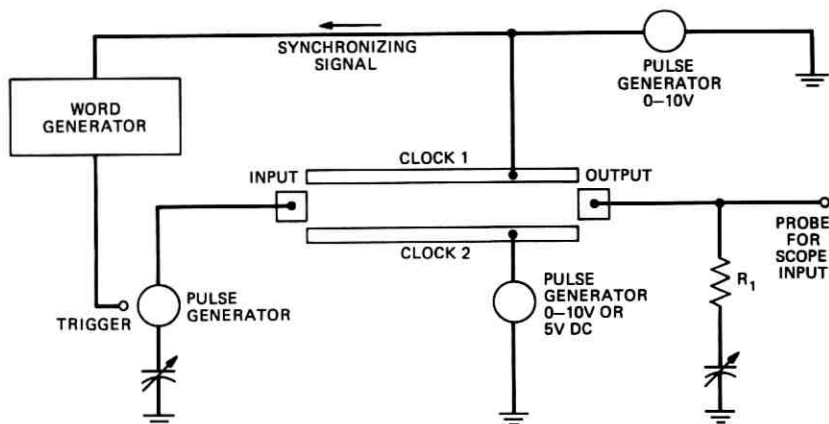 SYNCHRONIZING
SIGNAL
PULSE
GENERATOR
0–10V
WORD
GENERATOR
CLOCK 1
INPUT
OUTPUT
CLOCK 2
PROBE
FOR
SCOPE
INPUT
R1
PULSE
GENERATOR
TRIGGER
PULSE
GENERATOR
0–10V OR
5V DC